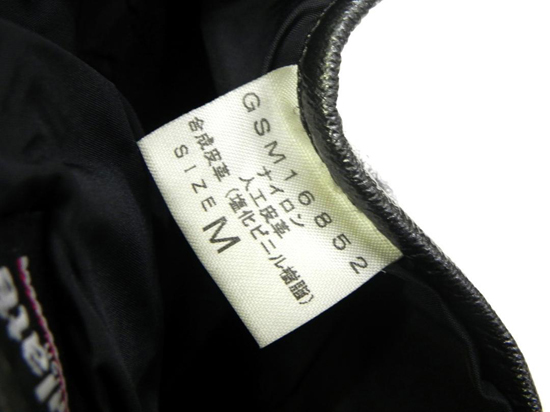 GSM16852
ナイロン
人工皮革
合成皮革（塩化ビニール樹脂）
SIZE M